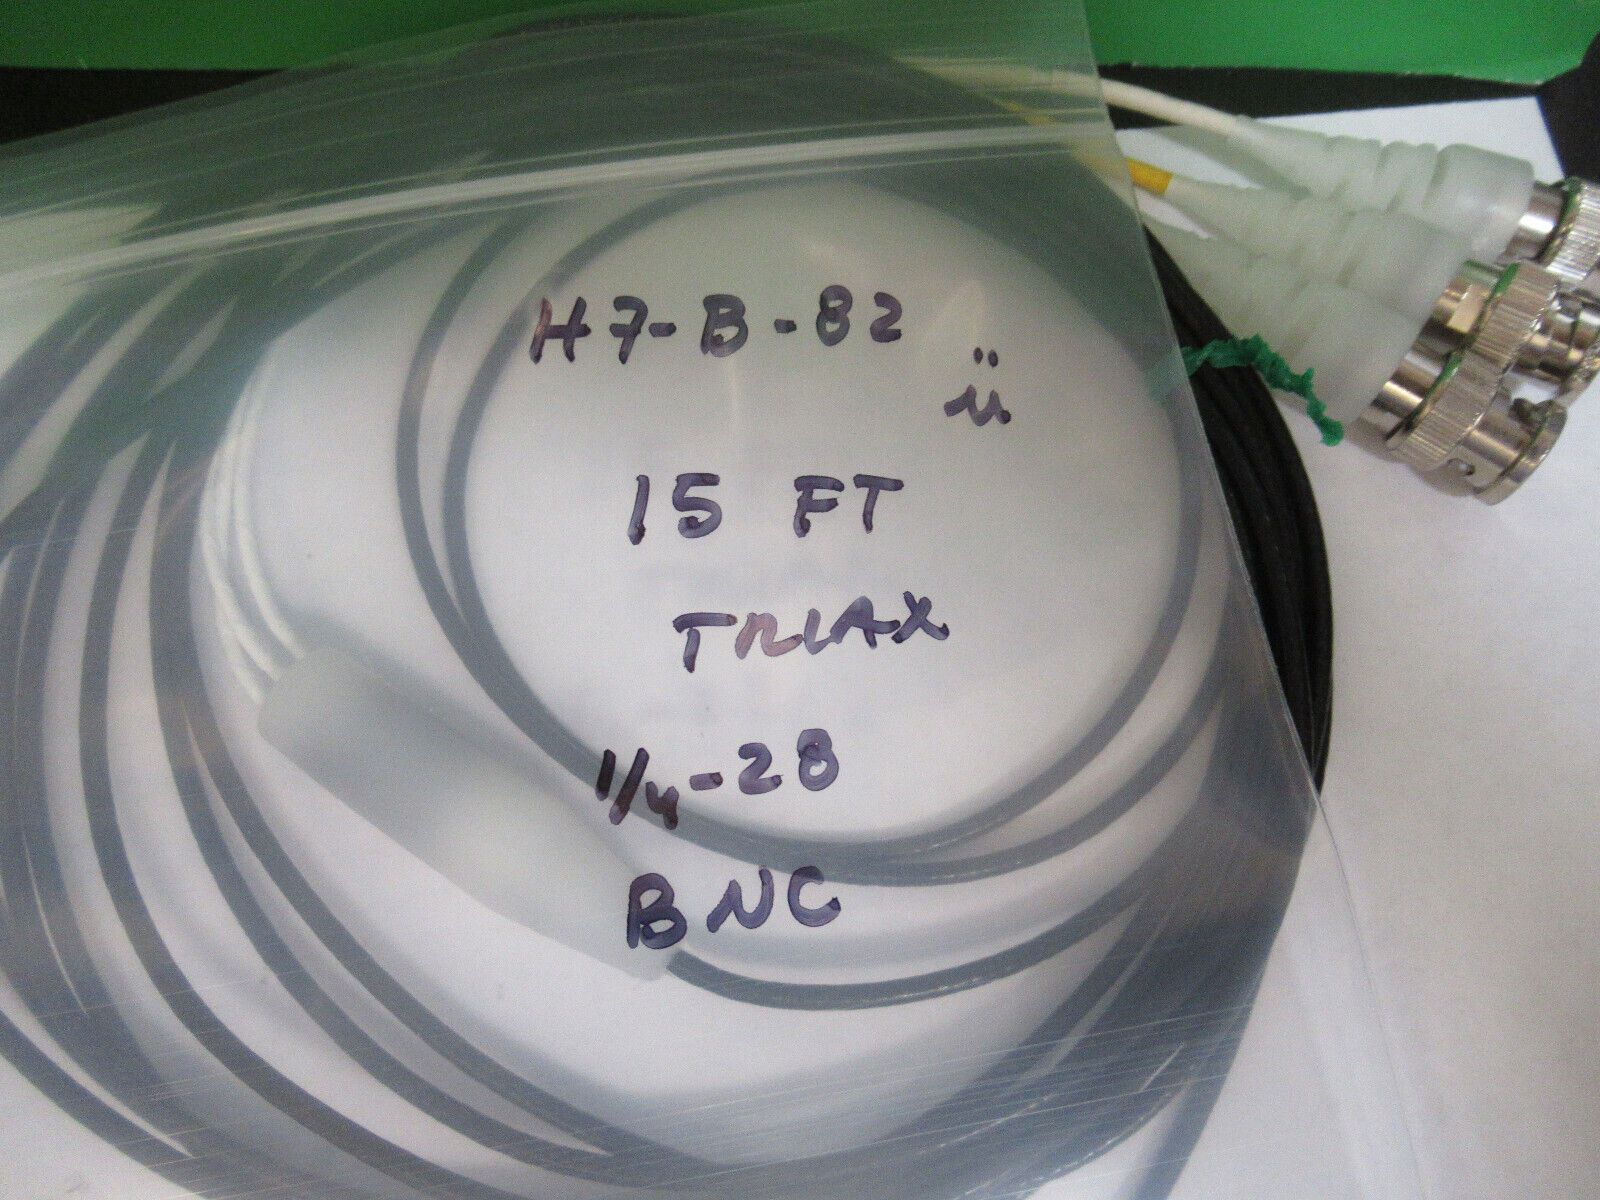 H7-B-82
ü
15 FT
TRIAX
1/4-28
BNC